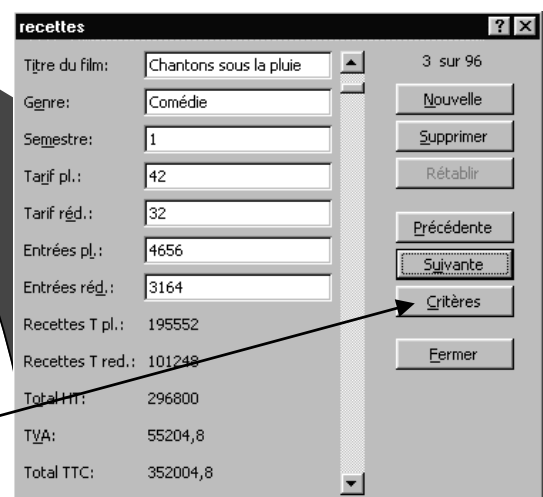 recettes
Titre du film: Chantons sous la pluie
Genre: Comédie
Semestre: 1
Tarif pl.: 42
Tarif réd.: 32
Entrées pl.: 4656
Entrées réd.: 3164
Recettes T pl.: 195552
Recettes T red.: 101248
Total HT: 296800
TVA: 55204,8
Total TTC: 352004,8
3 sur 96
Nouvelle
Supprimer
Rétablir
Précédente
Suivante
Critères
Fermer